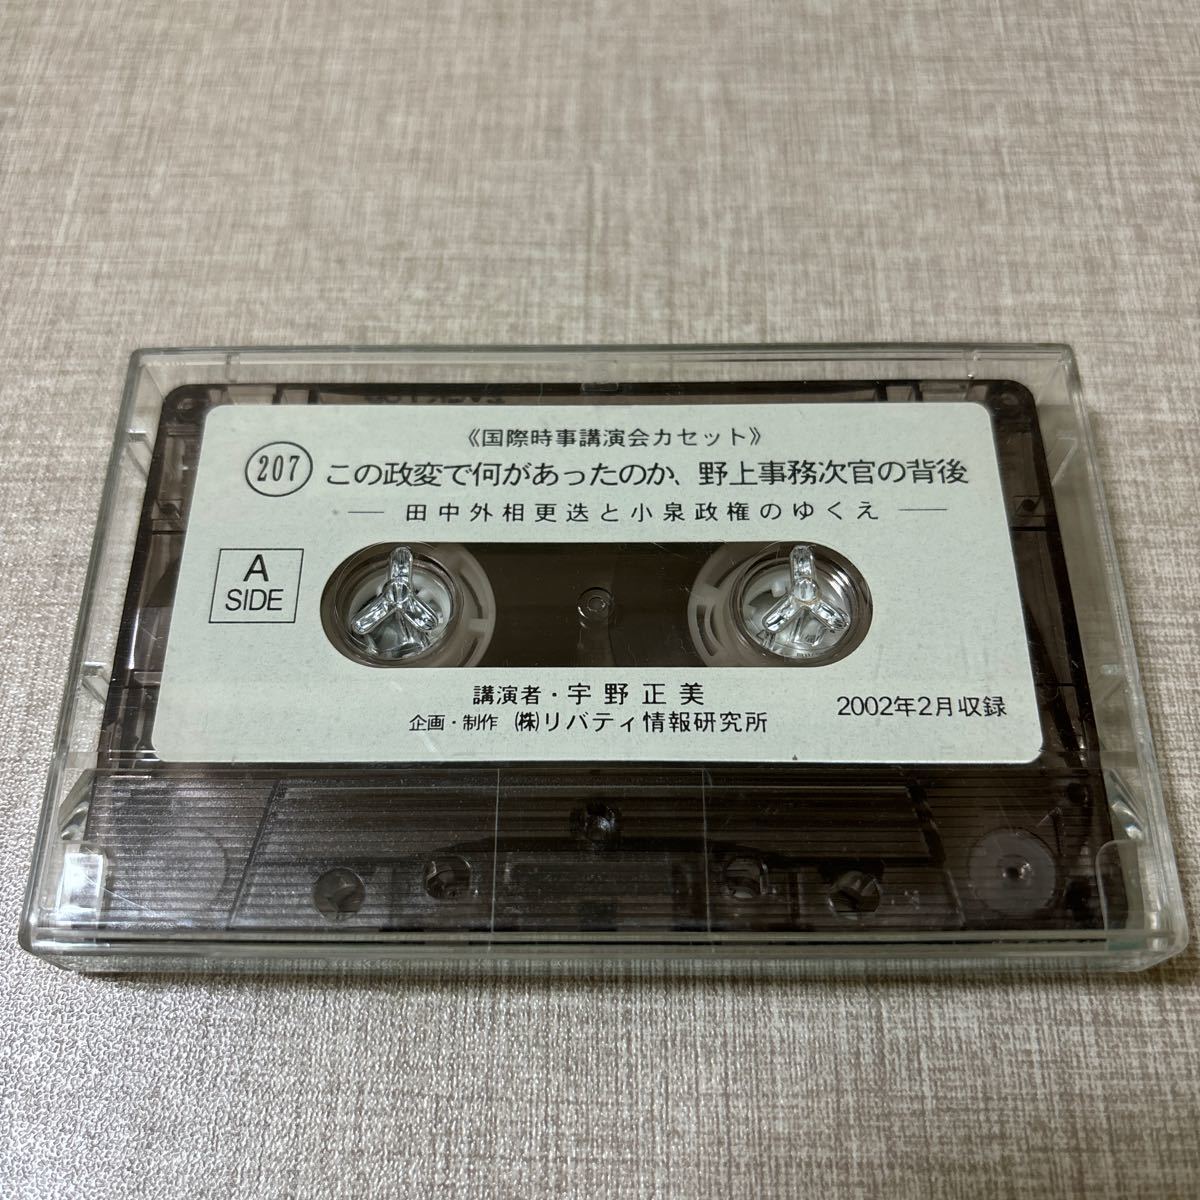 《国際時事講演会カセット》
207 この政変で何があったのか、野上事務次官の背後
― 田中外相更迭と小泉政権のゆくえ ―
A
SIDE
講演者・宇野正美
企画・制作 ㈱リバティ情報研究所
2002年2月収録